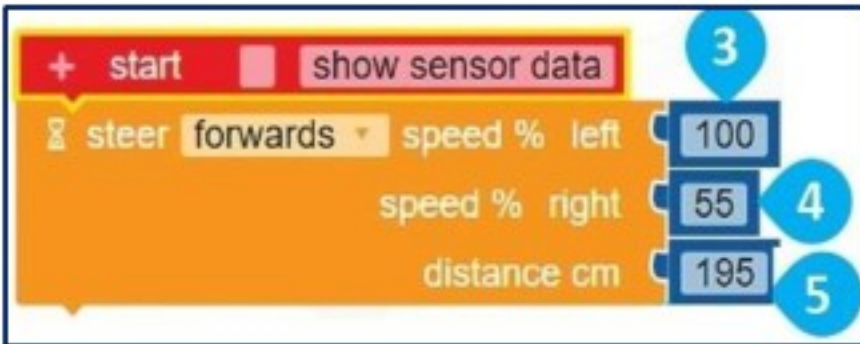 3
+ start show sensor data
steer forwards speed % left 100
speed % right 55 4
distance cm 195
5